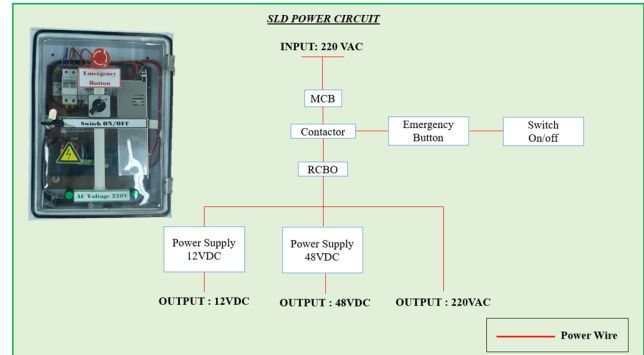 SLD POWER CIRCUIT
INPUT: 220 VAC
MCB
Contactor
Emergency
Button
Switch
On/off
RCBO
Power Supply
12VDC
Power Supply
48VDC
OUTPUT : 12VDC
OUTPUT : 48VDC
OUTPUT : 220VAC
Power Wire
Emergency
Button
Switch ON/OFF
AC Voltage 220V